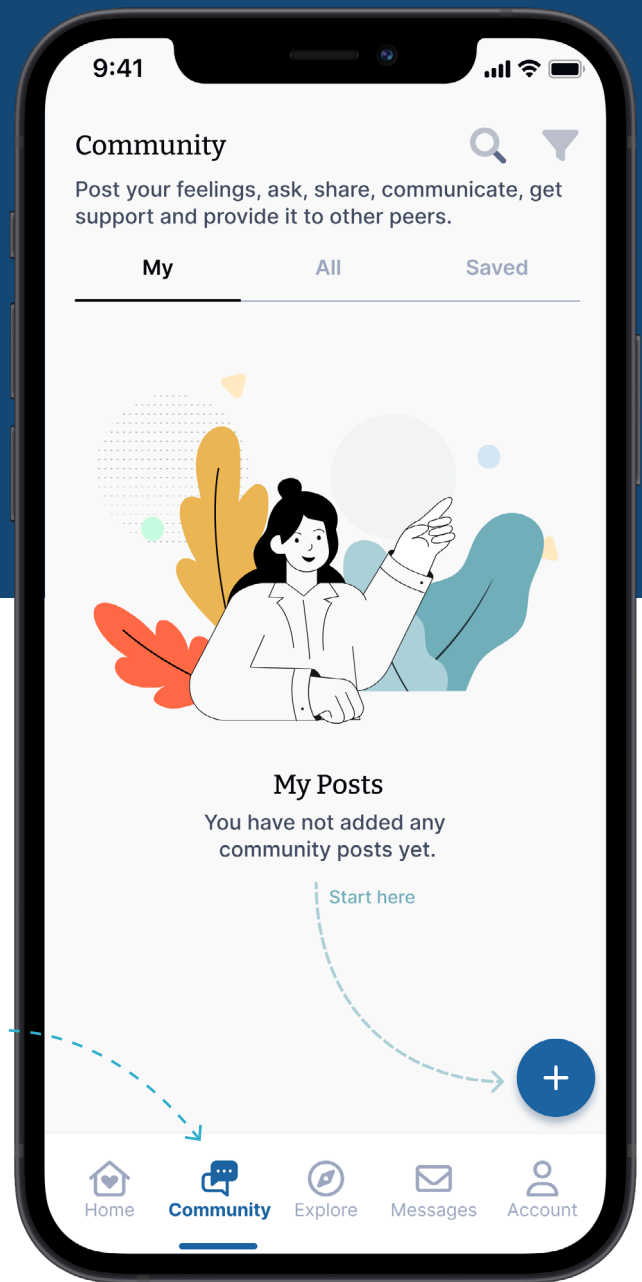 9:41
Community
Post your feelings, ask, share, communicate, get
support and provide it to other peers.
My All Saved
My Posts
You have not added any
community posts yet.
Start here
Home Community Explore Messages Account